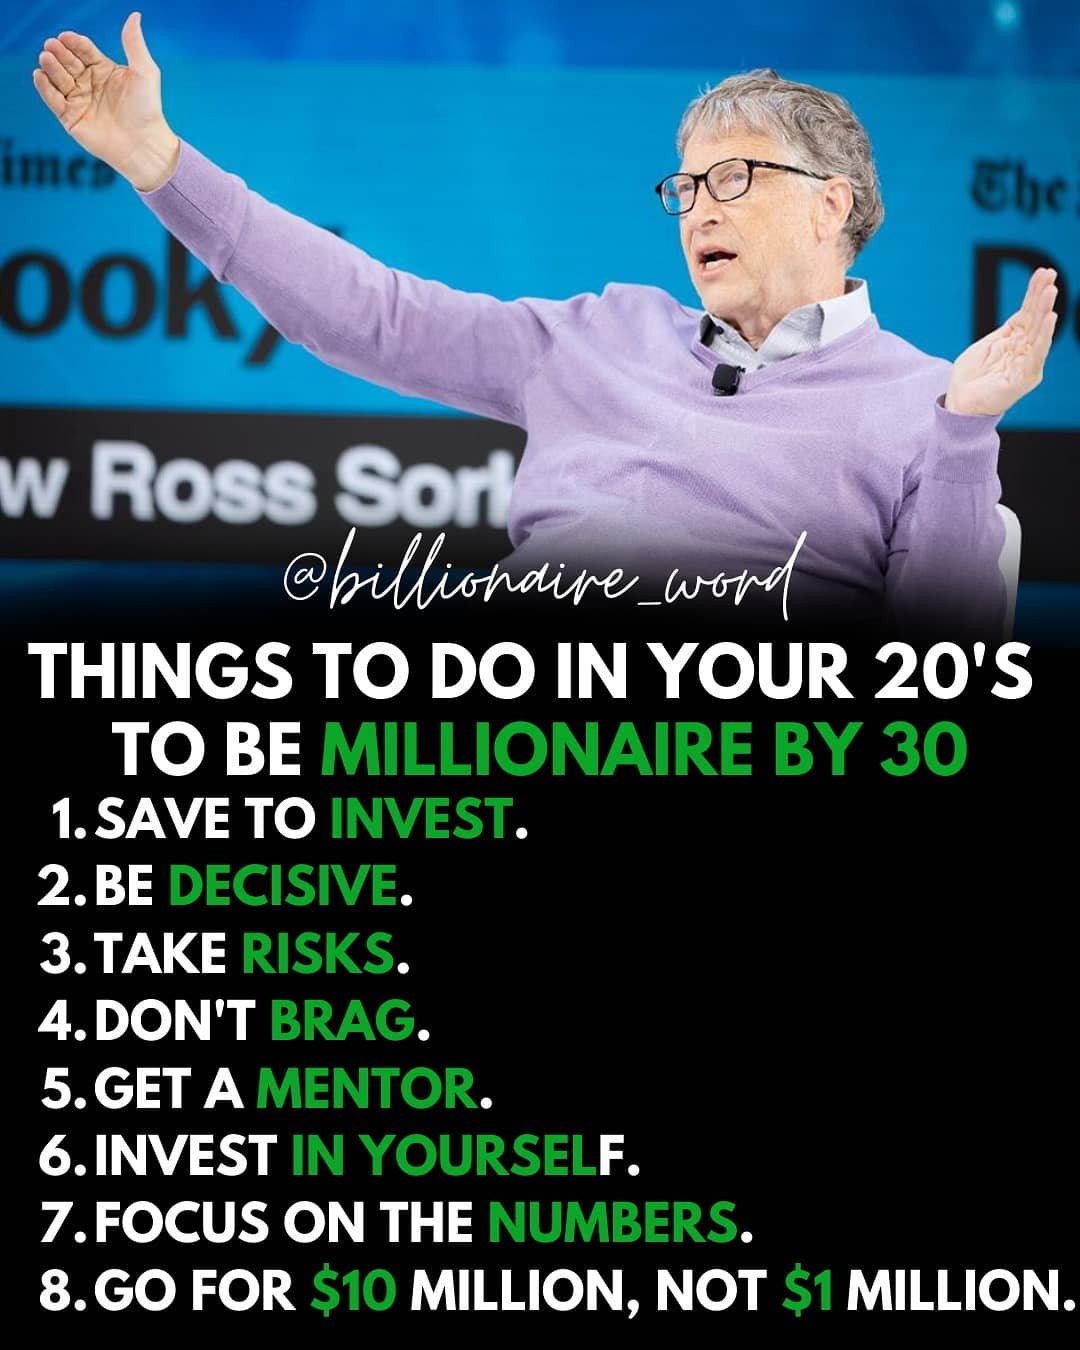 imes
The
ook
D
w Ross Sork
@billionaire_word
THINGS TO DO IN YOUR 20'S
TO BE MILLIONAIRE BY 30
1. SAVE TO INVEST.
2. BE DECISIVE.
3. TAKE RISKS.
4. DON'T BRAG.
5. GET A MENTOR.
6. INVEST IN YOURSELF.
7. FOCUS ON THE NUMBERS.
8. GO FOR $10 MILLION, NOT $1 MILLION.